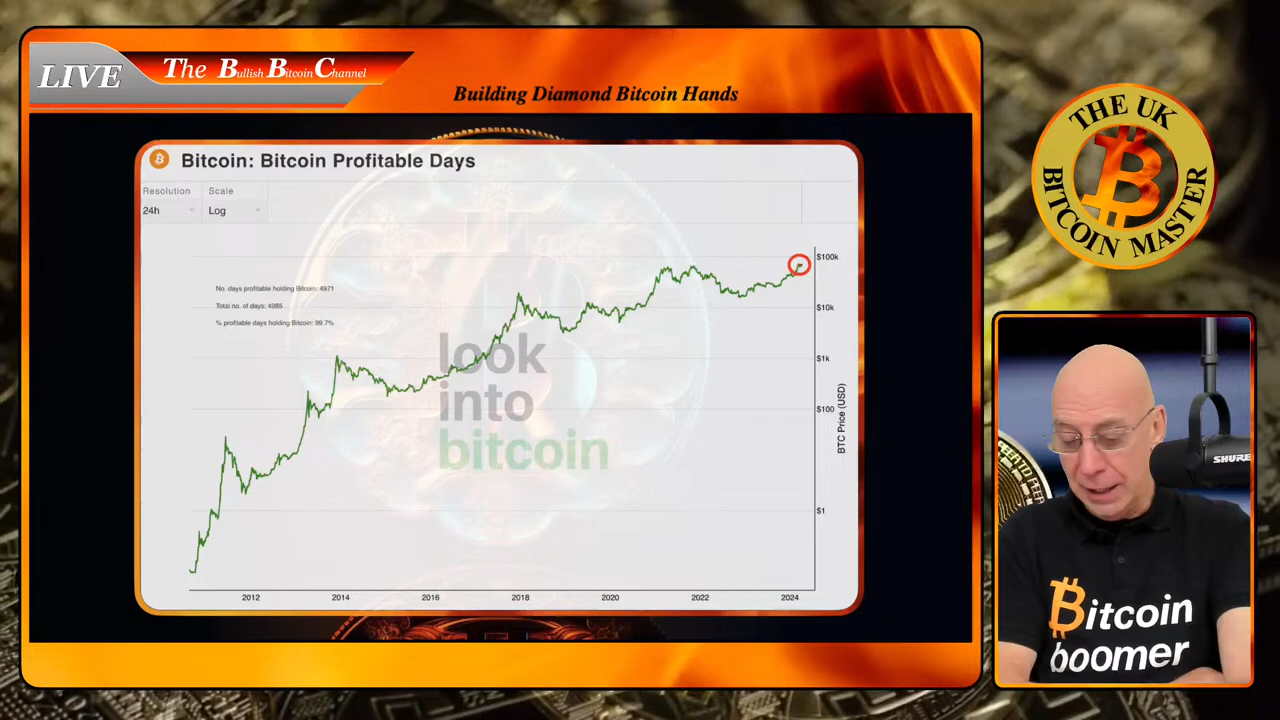 LIVE
The Bullish Bitcoin Channel
Building Diamond Bitcoin Hands
THE UK
BITCOIN MASTER
Bitcoin: Bitcoin Profitable Days
Resolution
Scale
24h
Log
No. days profitable holding Bitcoin: 4971
Total no. of days: 4985
% profitable days holding Bitcoin: 99.7%
look
into
bitcoin
$100k
$10k
$1k
$100
$1
BTC Price (USD)
2012
2014
2016
2018
2020
2022
2024
SHURE
Bitcoin
boomer